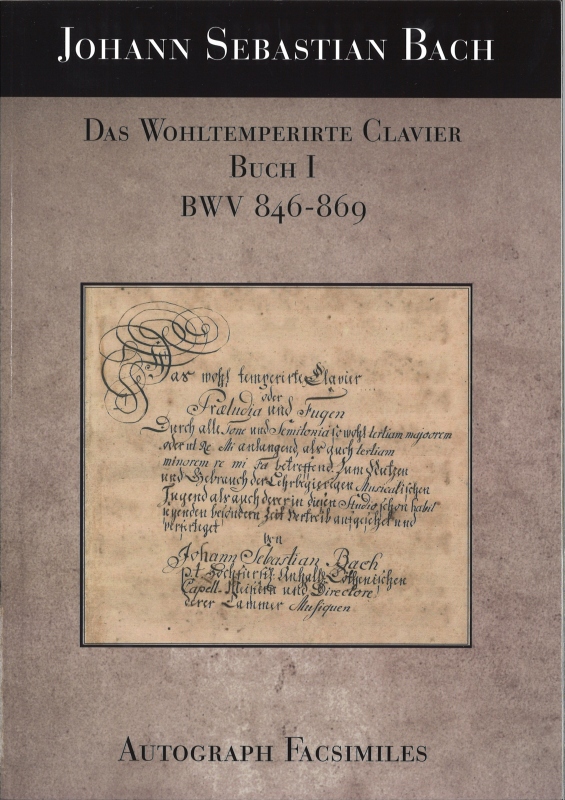 JOHANN SEBASTIAN BACH
DAS WOHLTEMPERIRTE CLAVIER
BUCH I
BWV 846-869
Das wohl temperirte Clavier
oder
Præludia und Fugen
Durch alle Tone und Semitonia so wohl tertiam majorem
oder ut Re Mi anlangend, als auch tertiam
minorem re mi fa betreffend. Zum Nutzen
und Gebrauch der Lehrbegierigen Musicalischen
Jugend als auch derer in diesem Studio schon habil
seyenden besondern Zeit Vertreib aufgesetzet und
verfertiget
von
Johann Sebastian Bach
p.t. Hochfürstl. Anhalt. Cöthenischen
Capell-Meistern und Directore
derer Cammer Musiquen
AUTOGRAPH FACSIMILES